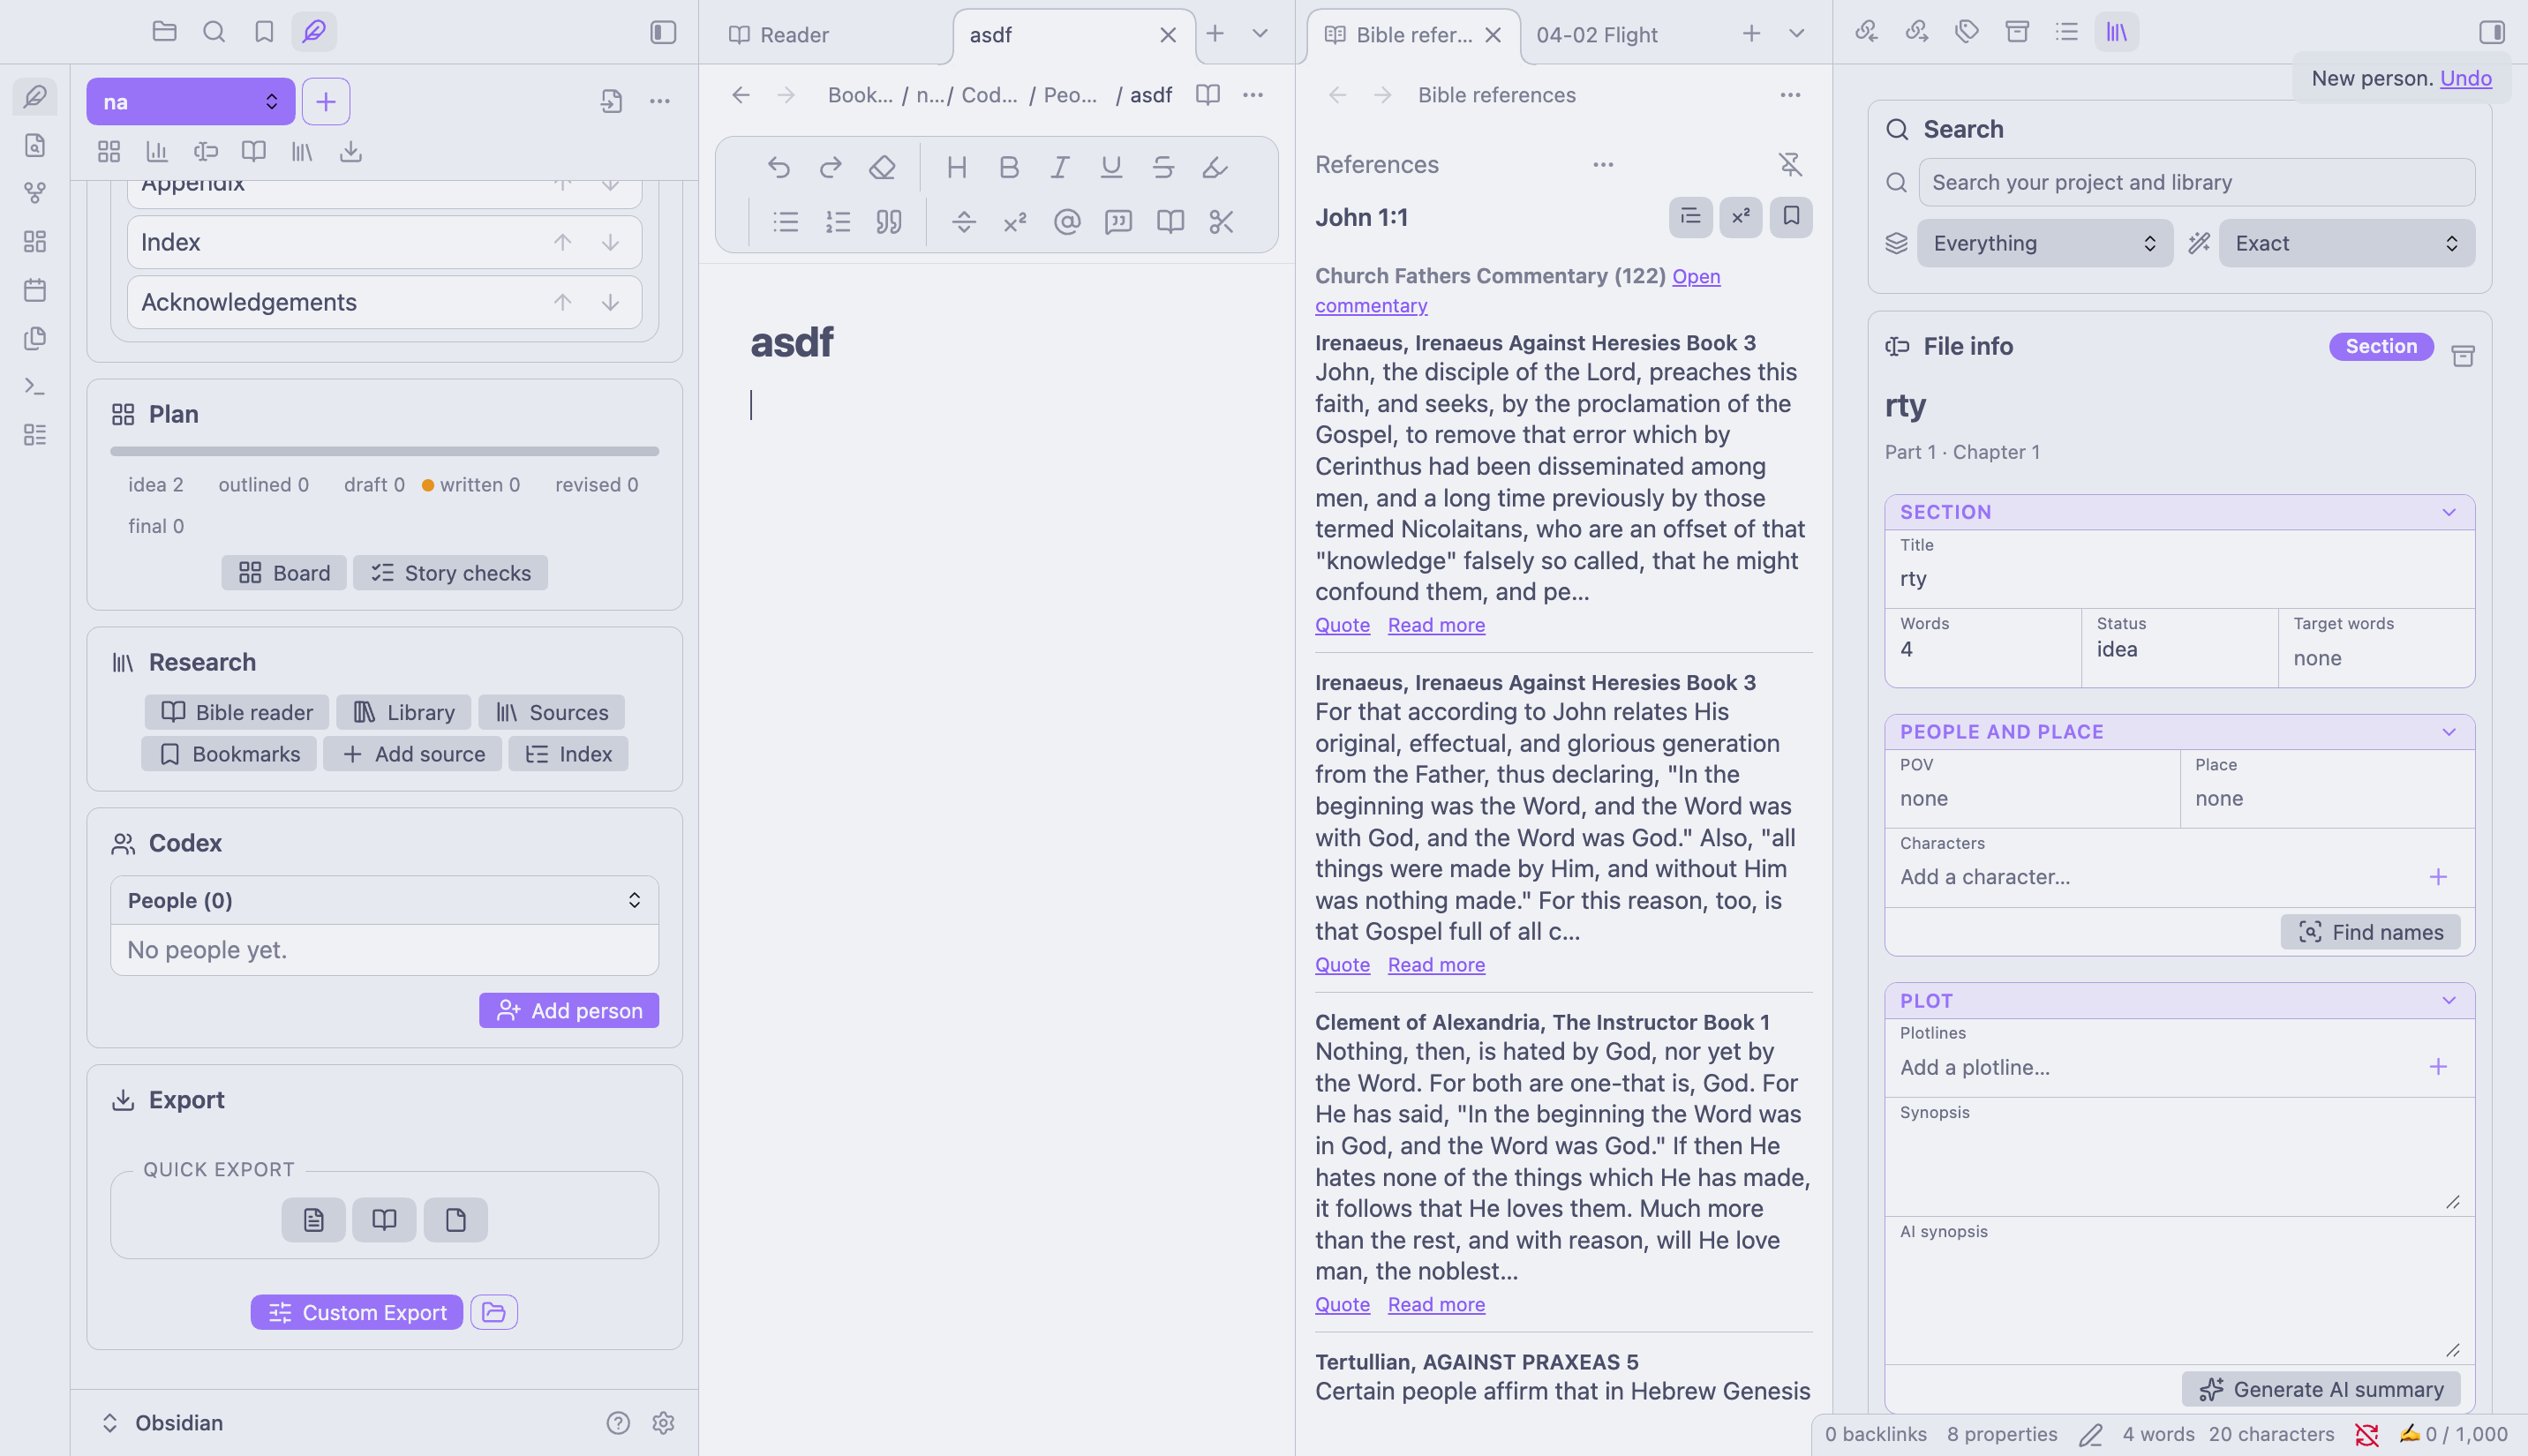 Reader
asdf
Bible refer...
04-02 Flight
na
Book... / n... / Cod... / Peo... / asdf
Bible references
New person. Undo
Appendix
Index
Acknowledgements
Plan
idea 2
outlined 0
draft 0
written 0
revised 0
final 0
Board
Story checks
Research
Bible reader
Library
Sources
Bookmarks
Add source
Index
Codex
People (0)
No people yet.
Add person
Export
QUICK EXPORT
Custom Export
Obsidian
H B I U S
x²
@
asdf
References
John 1:1
x²
Church Fathers Commentary (122) Open
commentary
Irenaeus, Irenaeus Against Heresies Book 3
John, the disciple of the Lord, preaches this
faith, and seeks, by the proclamation of the
Gospel, to remove that error which by
Cerinthus had been disseminated among
men, and a long time previously by those
termed Nicolaitans, who are an offset of that
"knowledge" falsely so called, that he might
confound them, and pe...
Quote Read more
Irenaeus, Irenaeus Against Heresies Book 3
For that according to John relates His
original, effectual, and glorious generation
from the Father, thus declaring, "In the
beginning was the Word, and the Word was
with God, and the Word was God." Also, "all
things were made by Him, and without Him
was nothing made." For this reason, too, is
that Gospel full of all c...
Quote Read more
Clement of Alexandria, The Instructor Book 1
Nothing, then, is hated by God, nor yet by
the Word. For both are one-that is, God. For
He has said, "In the beginning the Word was
in God, and the Word was God." If then He
hates none of the things which He has made,
it follows that He loves them. Much more
than the rest, and with reason, will He love
man, the noblest...
Quote Read more
Tertullian, AGAINST PRAXEAS 5
Certain people affirm that in Hebrew Genesis
Search
Search your project and library
Everything
Exact
File info
Section
rty
Part 1 · Chapter 1
SECTION
Title
rty
Words
4
Status
idea
Target words
none
PEOPLE AND PLACE
POV
none
Place
none
Characters
Add a character...
Find names
PLOT
Plotlines
Add a plotline...
Synopsis
AI synopsis
Generate AI summary
0 backlinks 8 properties 4 words 20 characters 0 / 1,000